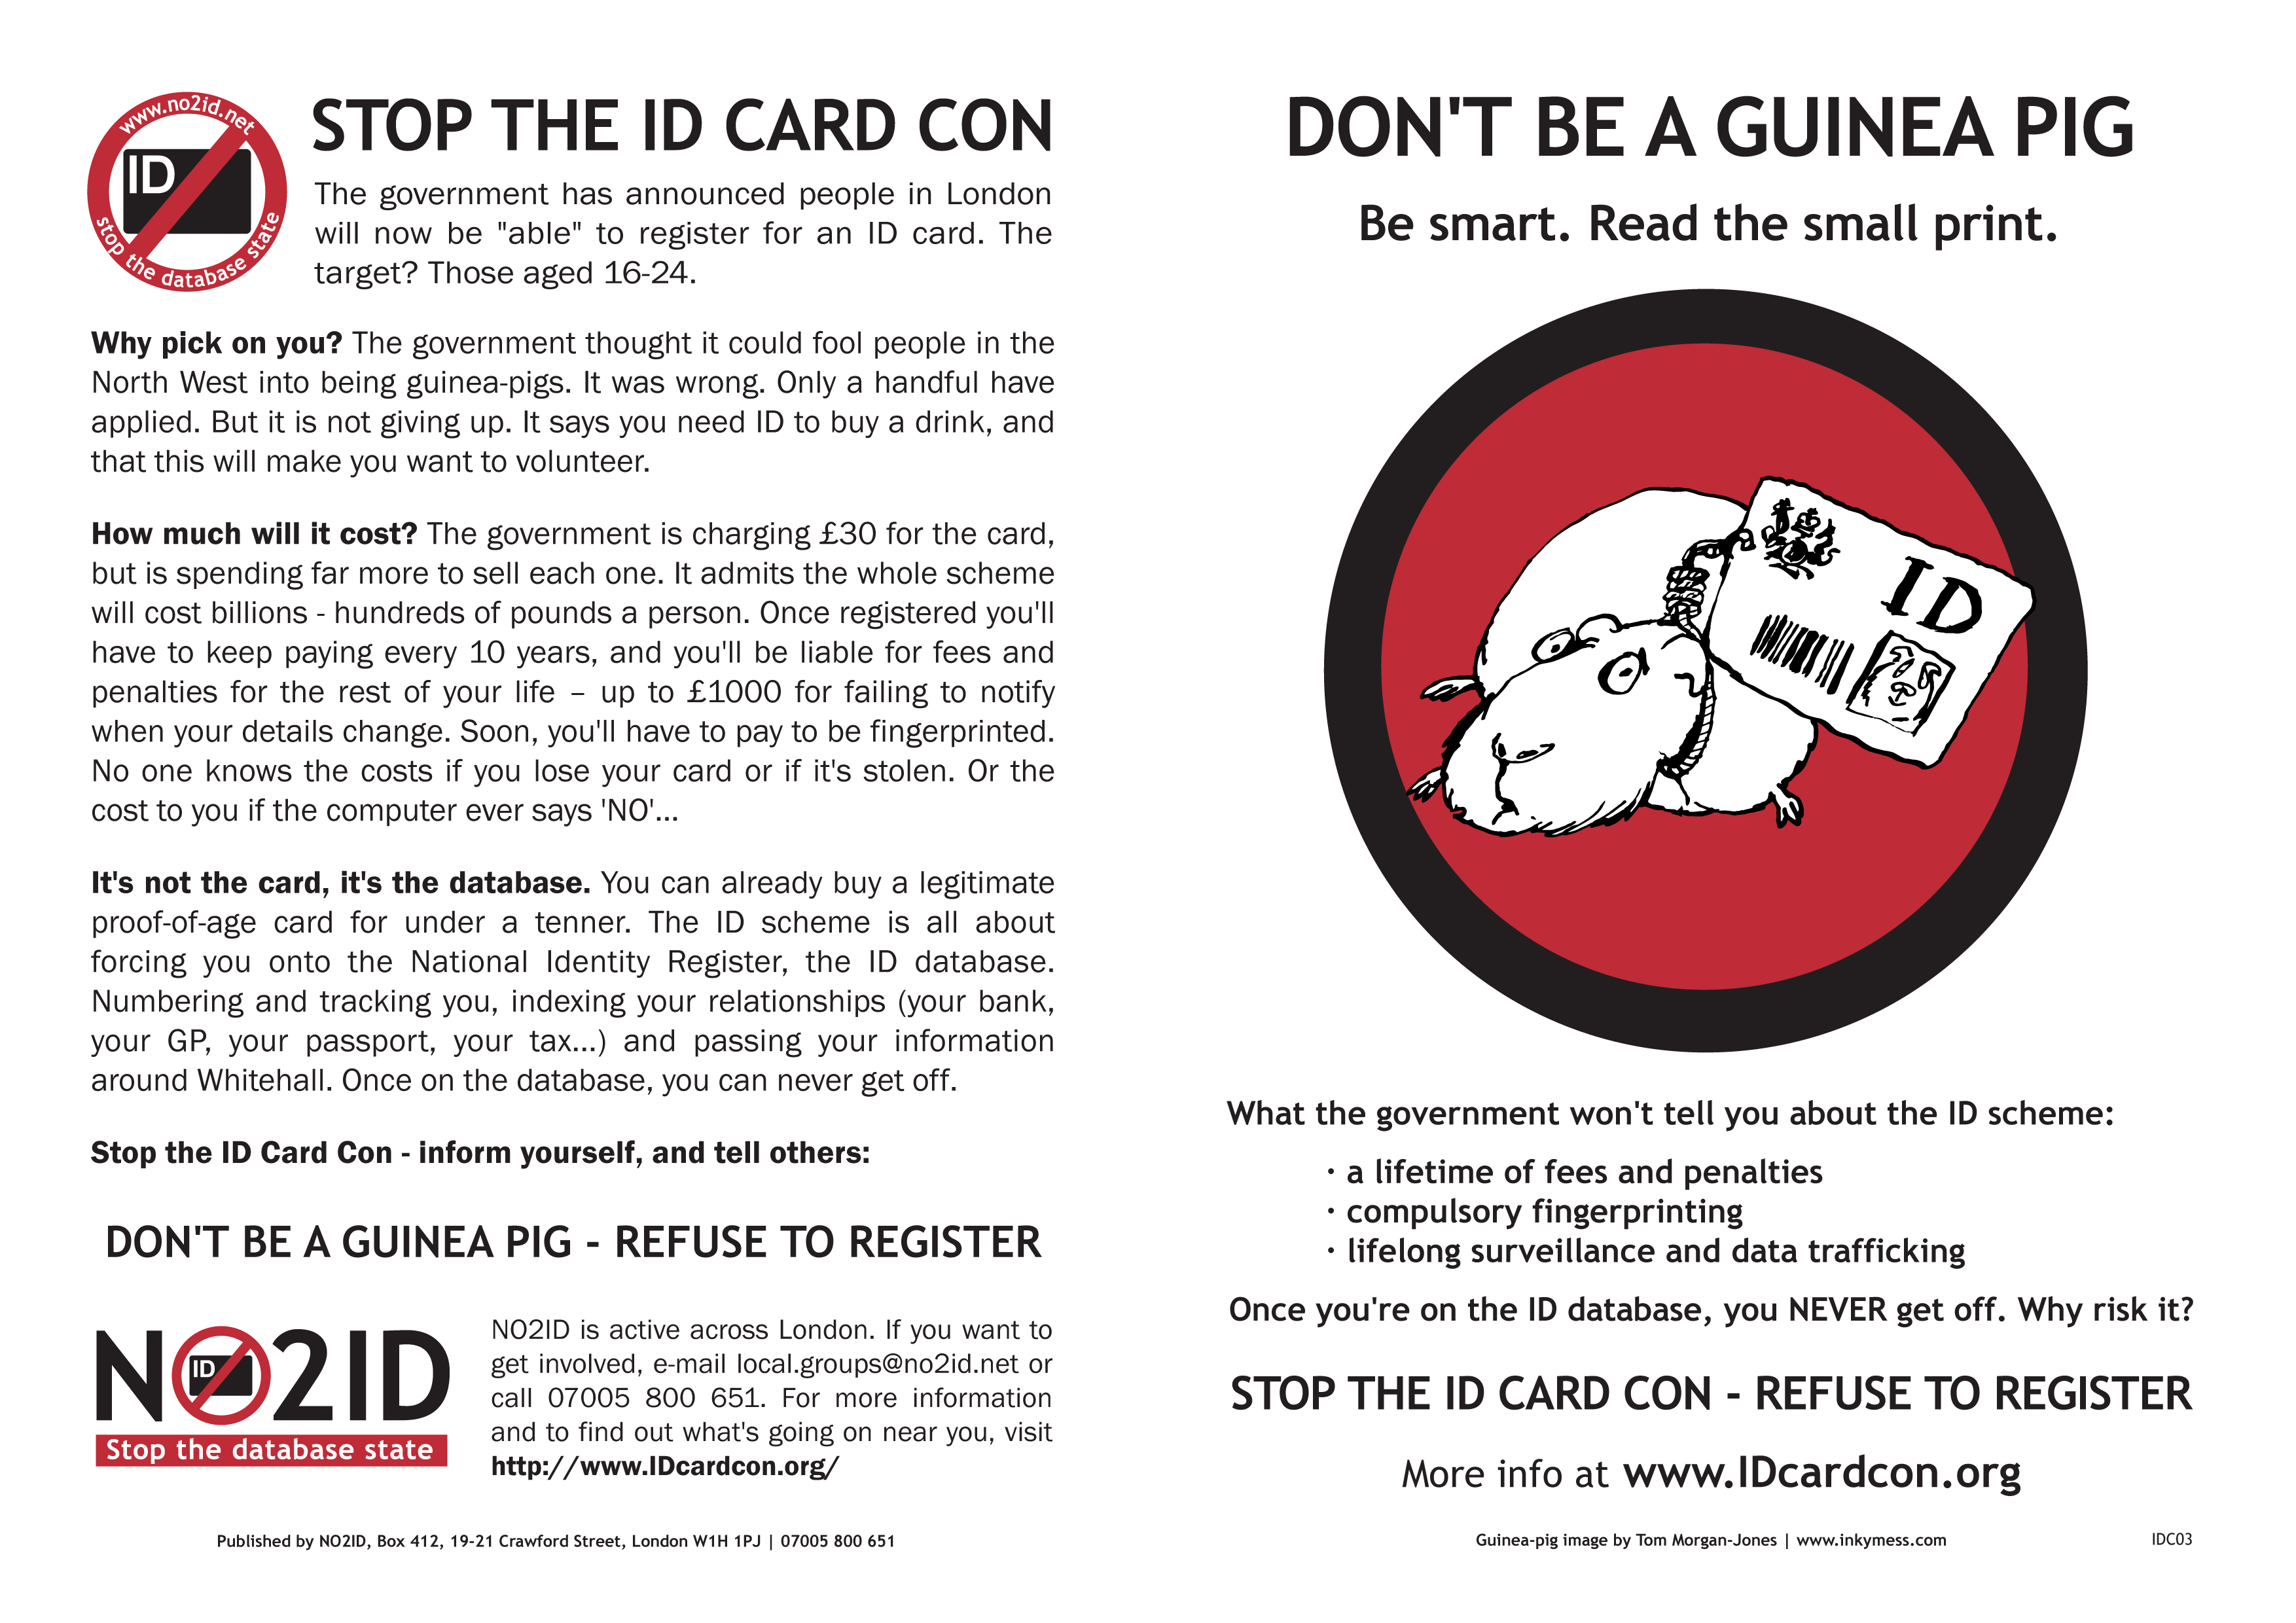 www.no2id.net
ID
stop the database state
STOP THE ID CARD CON
The government has announced people in London
will now be "able" to register for an ID card. The
target? Those aged 16-24.
Why pick on you? The government thought it could fool people in the
North West into being guinea-pigs. It was wrong. Only a handful have
applied. But it is not giving up. It says you need ID to buy a drink, and
that this will make you want to volunteer.
How much will it cost? The government is charging £30 for the card,
but is spending far more to sell each one. It admits the whole scheme
will cost billions - hundreds of pounds a person. Once registered you'll
have to keep paying every 10 years, and you'll be liable for fees and
penalties for the rest of your life – up to £1000 for failing to notify
when your details change. Soon, you'll have to pay to be fingerprinted.
No one knows the costs if you lose your card or if it's stolen. Or the
cost to you if the computer ever says 'NO'...
It's not the card, it's the database. You can already buy a legitimate
proof-of-age card for under a tenner. The ID scheme is all about
forcing you onto the National Identity Register, the ID database.
Numbering and tracking you, indexing your relationships (your bank,
your GP, your passport, your tax...) and passing your information
around Whitehall. Once on the database, you can never get off.
Stop the ID Card Con - inform yourself, and tell others:
DON'T BE A GUINEA PIG - REFUSE TO REGISTER
NO2ID
ID
Stop the database state
NO2ID is active across London. If you want to
get involved, e-mail local.groups@no2id.net or
call 07005 800 651. For more information
and to find out what's going on near you, visit
http://www.IDcardcon.org/
Published by NO2ID, Box 412, 19-21 Crawford Street, London W1H 1PJ | 07005 800 651
DON'T BE A GUINEA PIG
Be smart. Read the small print.
ID
What the government won't tell you about the ID scheme:
· a lifetime of fees and penalties
· compulsory fingerprinting
· lifelong surveillance and data trafficking
Once you're on the ID database, you NEVER get off. Why risk it?
STOP THE ID CARD CON - REFUSE TO REGISTER
More info at www.IDcardcon.org
Guinea-pig image by Tom Morgan-Jones | www.inkymess.com
IDC03